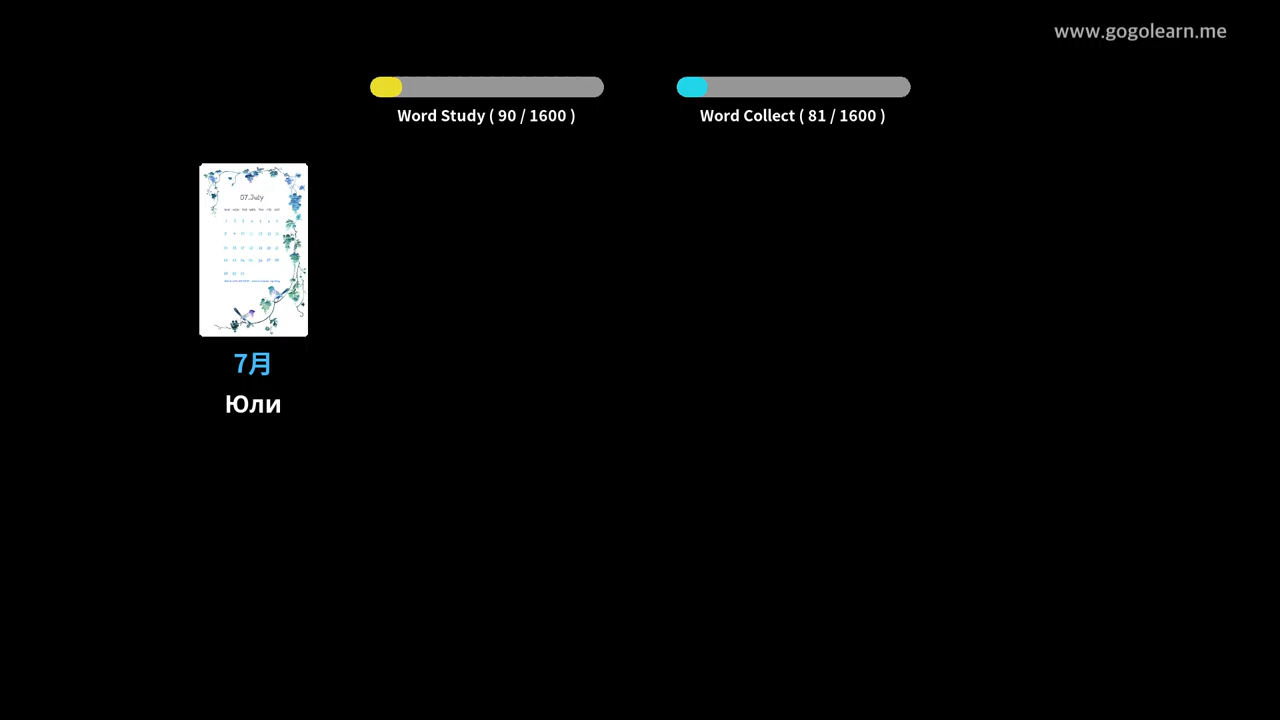 www.gogolearn.me
Word Study ( 90 / 1600 )
Word Collect ( 81 / 1600 )
07.July
7月
Юли